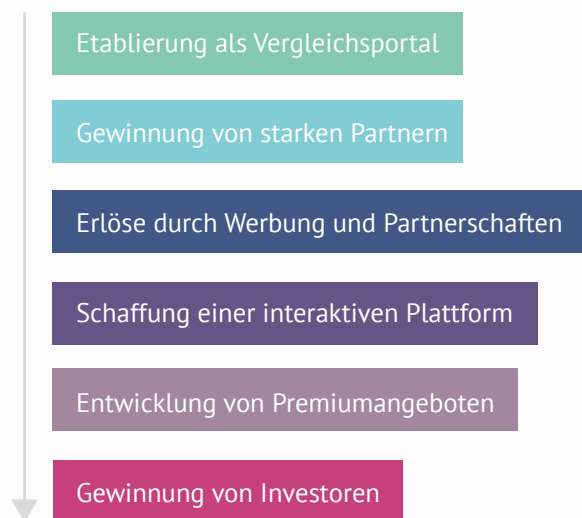 Etablierung als Vergleichsportal
Gewinnung von starken Partnern
Erlöse durch Werbung und Partnerschaften
Schaffung einer interaktiven Plattform
Entwicklung von Premiumangeboten
Gewinnung von Investoren